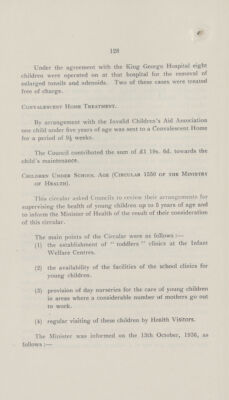 128
Under the agreement with the King George Hospital eight
children were operated on at that hospital for the removal of
enlarged tonsils and adenoids. Two of these cases were treated
free of charge.
CONVALESCENT HOME TREATMENT.
By arrangement with the Invalid Children's Aid Association
one child under five years of age was sent to a Convalescent Home
for a period of 9½ weeks.
The Council contributed the sum of £3 19s. 6d. towards the
child's maintenance.
CHILDREN UNDER SCHOOL AGE (CIRCULAR 1550 OF THE MINISTRY
OF HEALTH).
This circular asked Councils to review their arrangements for
supervising the health of young children up to 5 years of age and
to inform the Minister of Health of the result of their consideration
of this circular.
The main points of the Circular were as follows :—
(1) the establishment of "toddlers" clinics at the Infant
Welfare Centres.
(2) the availability of the facilities of the school clinics for
young children.
(3) provision of day nurseries for the care of young children
in areas where a considerable number of mothers go out
to work.
(4) regular visiting of these children by Health Visitors.
The Minister was informed on the 13th October, 1936, as
follows :—